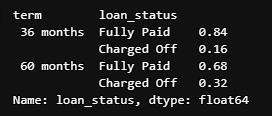 term loan_status
36 months Fully Paid 0.84
Charged Off 0.16
60 months Fully Paid 0.68
Charged Off 0.32
Name: loan_status, dtype: float64